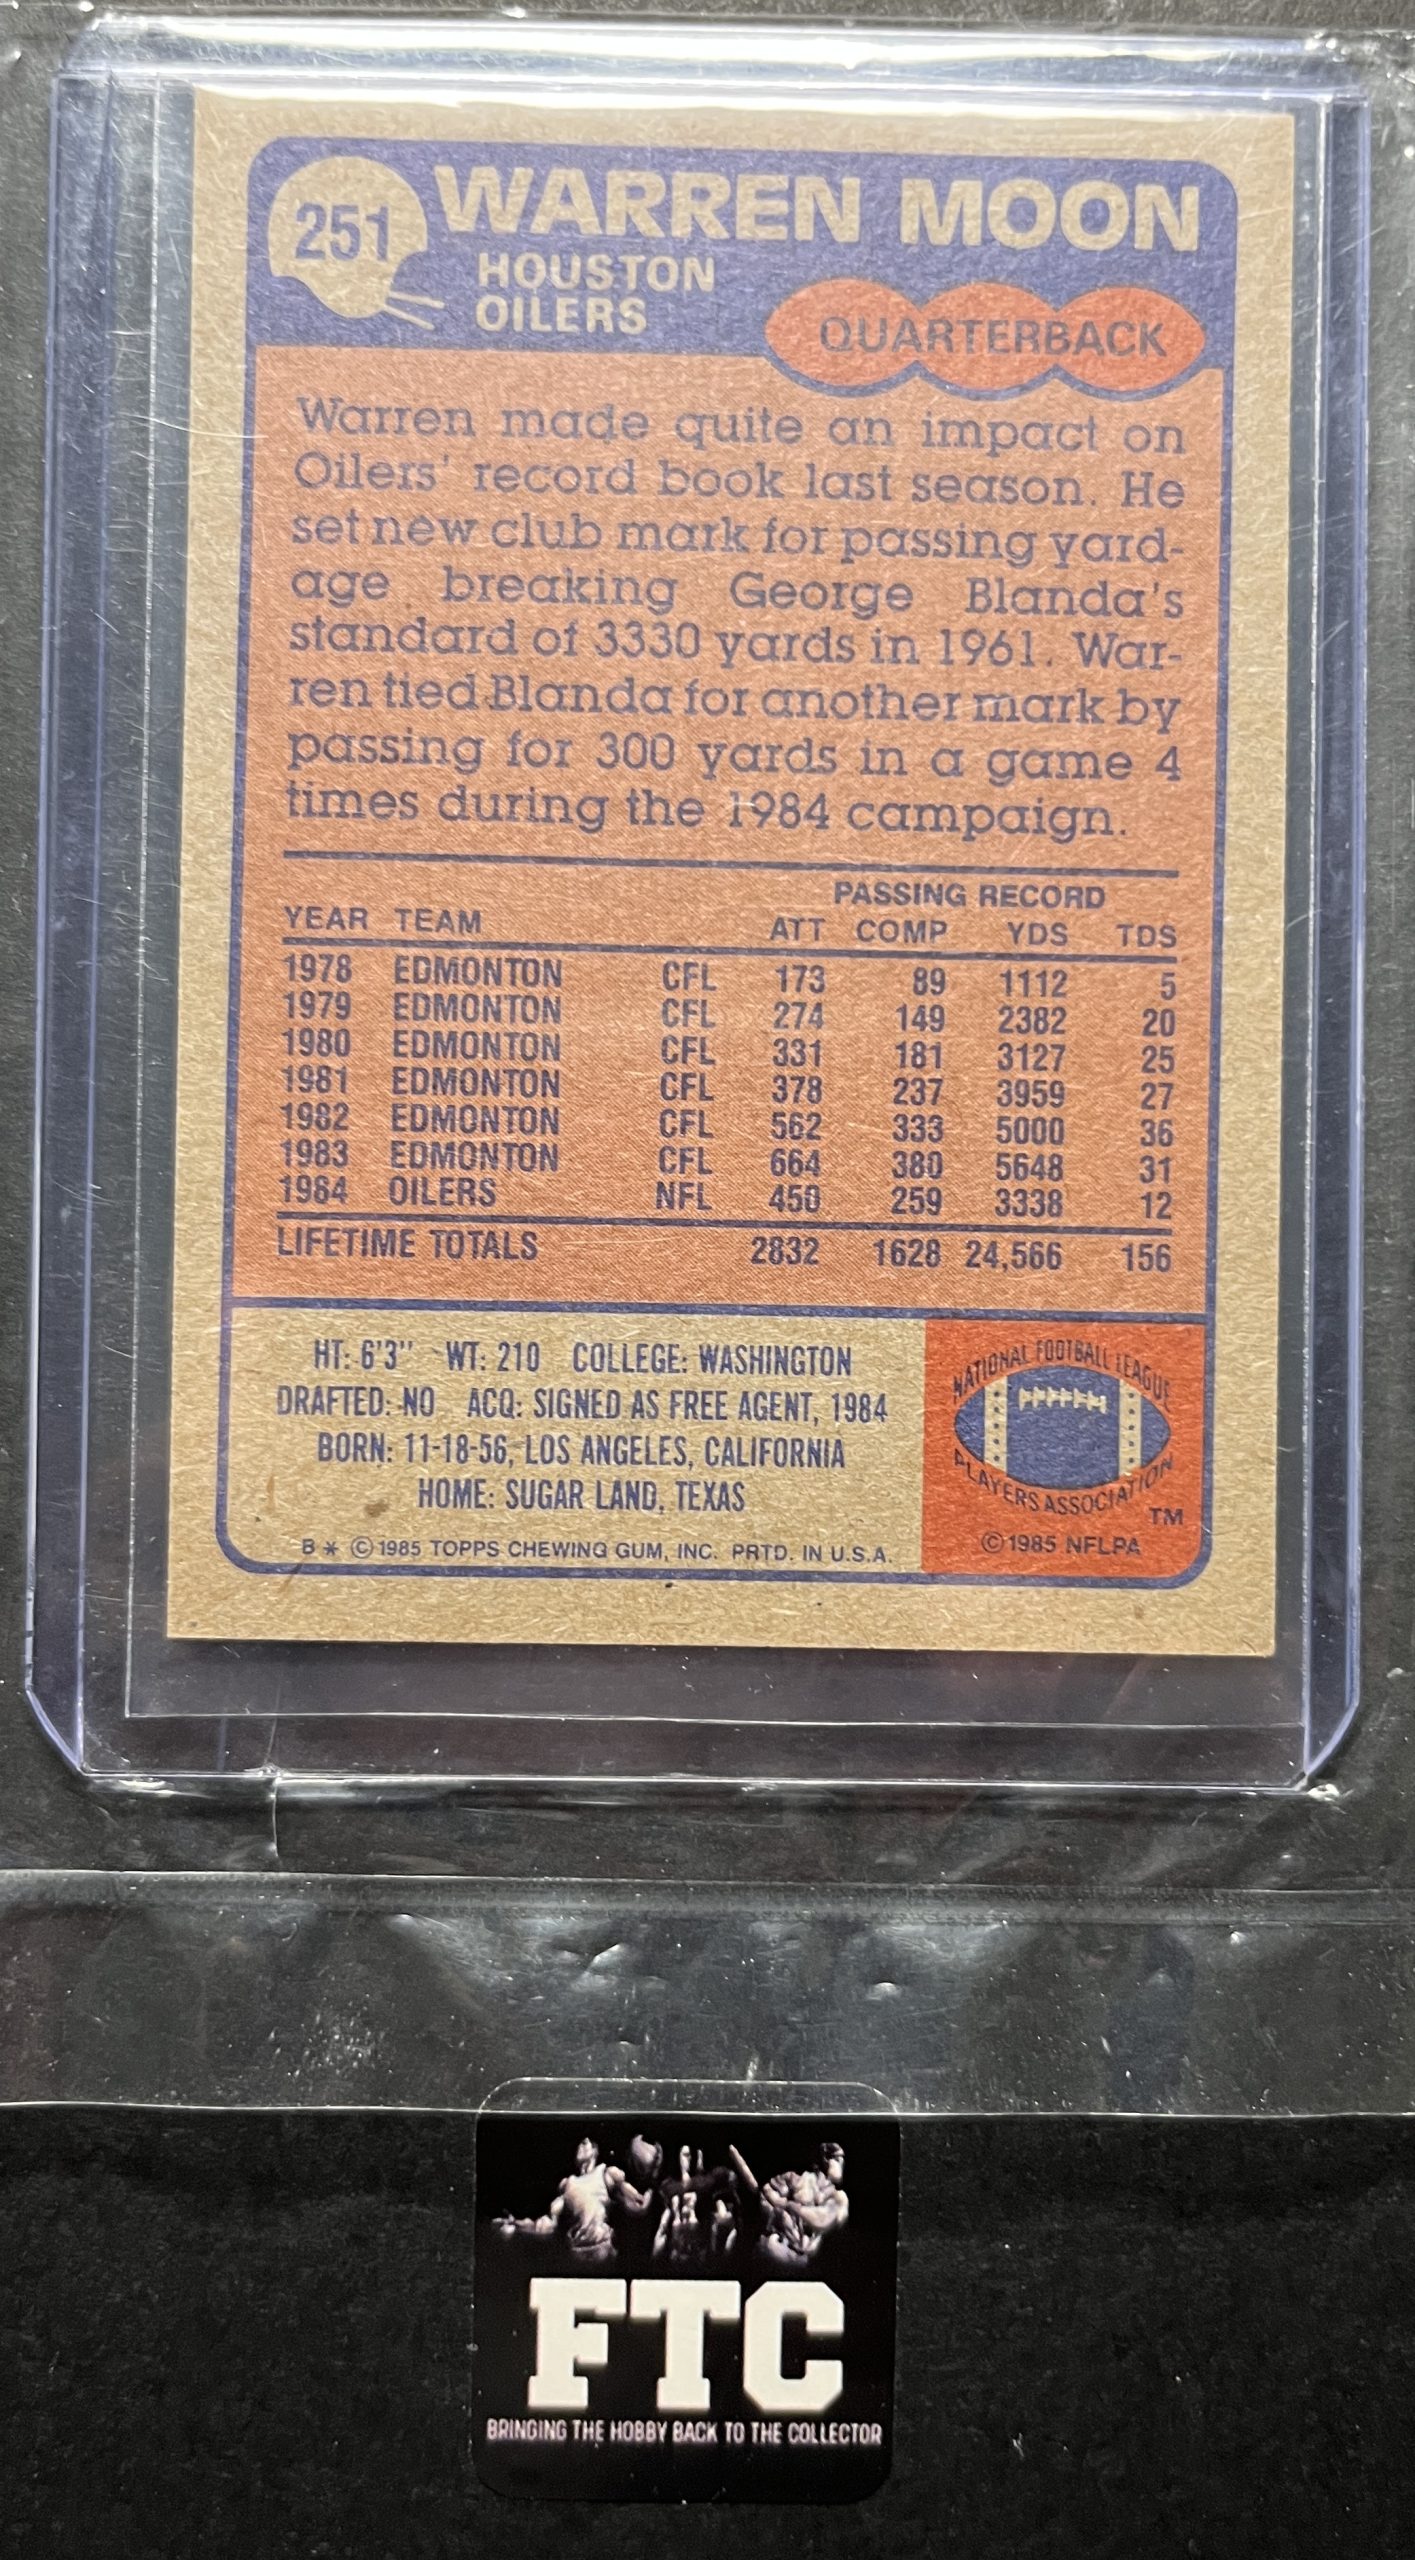 251
WARREN MOON
HOUSTON
OILERS
QUARTERBACK
Warren made quite an impact on
Oilers' record book last season. He
set new club mark for passing yard-
age breaking George Blanda's
standard of 3330 yards in 1961. War-
ren tied Blanda for another mark by
passing for 300 yards in a game 4
times during the 1984 campaign.
PASSING RECORD
YEAR TEAM ATT COMP YDS TDS
1978 EDMONTON CFL 173 89 1112 5
1979 EDMONTON CFL 274 149 2382 20
1980 EDMONTON CFL 331 181 3127 25
1981 EDMONTON CFL 378 237 3959 27
1982 EDMONTON CFL 562 333 5000 36
1983 EDMONTON CFL 664 380 5648 31
1984 OILERS NFL 450 259 3338 12
LIFETIME TOTALS 2832 1628 24,566 156
HT: 6'3" WT: 210 COLLEGE: WASHINGTON
DRAFTED: NO ACQ: SIGNED AS FREE AGENT, 1984
BORN: 11-18-56, LOS ANGELES, CALIFORNIA
HOME: SUGAR LAND, TEXAS
B * © 1985 TOPPS CHEWING GUM, INC. PRTD. IN U.S.A.
NATIONAL FOOTBALL LEAGUE
PLAYERS ASSOCIATION
TM
© 1985 NFLPA
13
FTC
BRINGING THE HOBBY BACK TO THE COLLECTOR